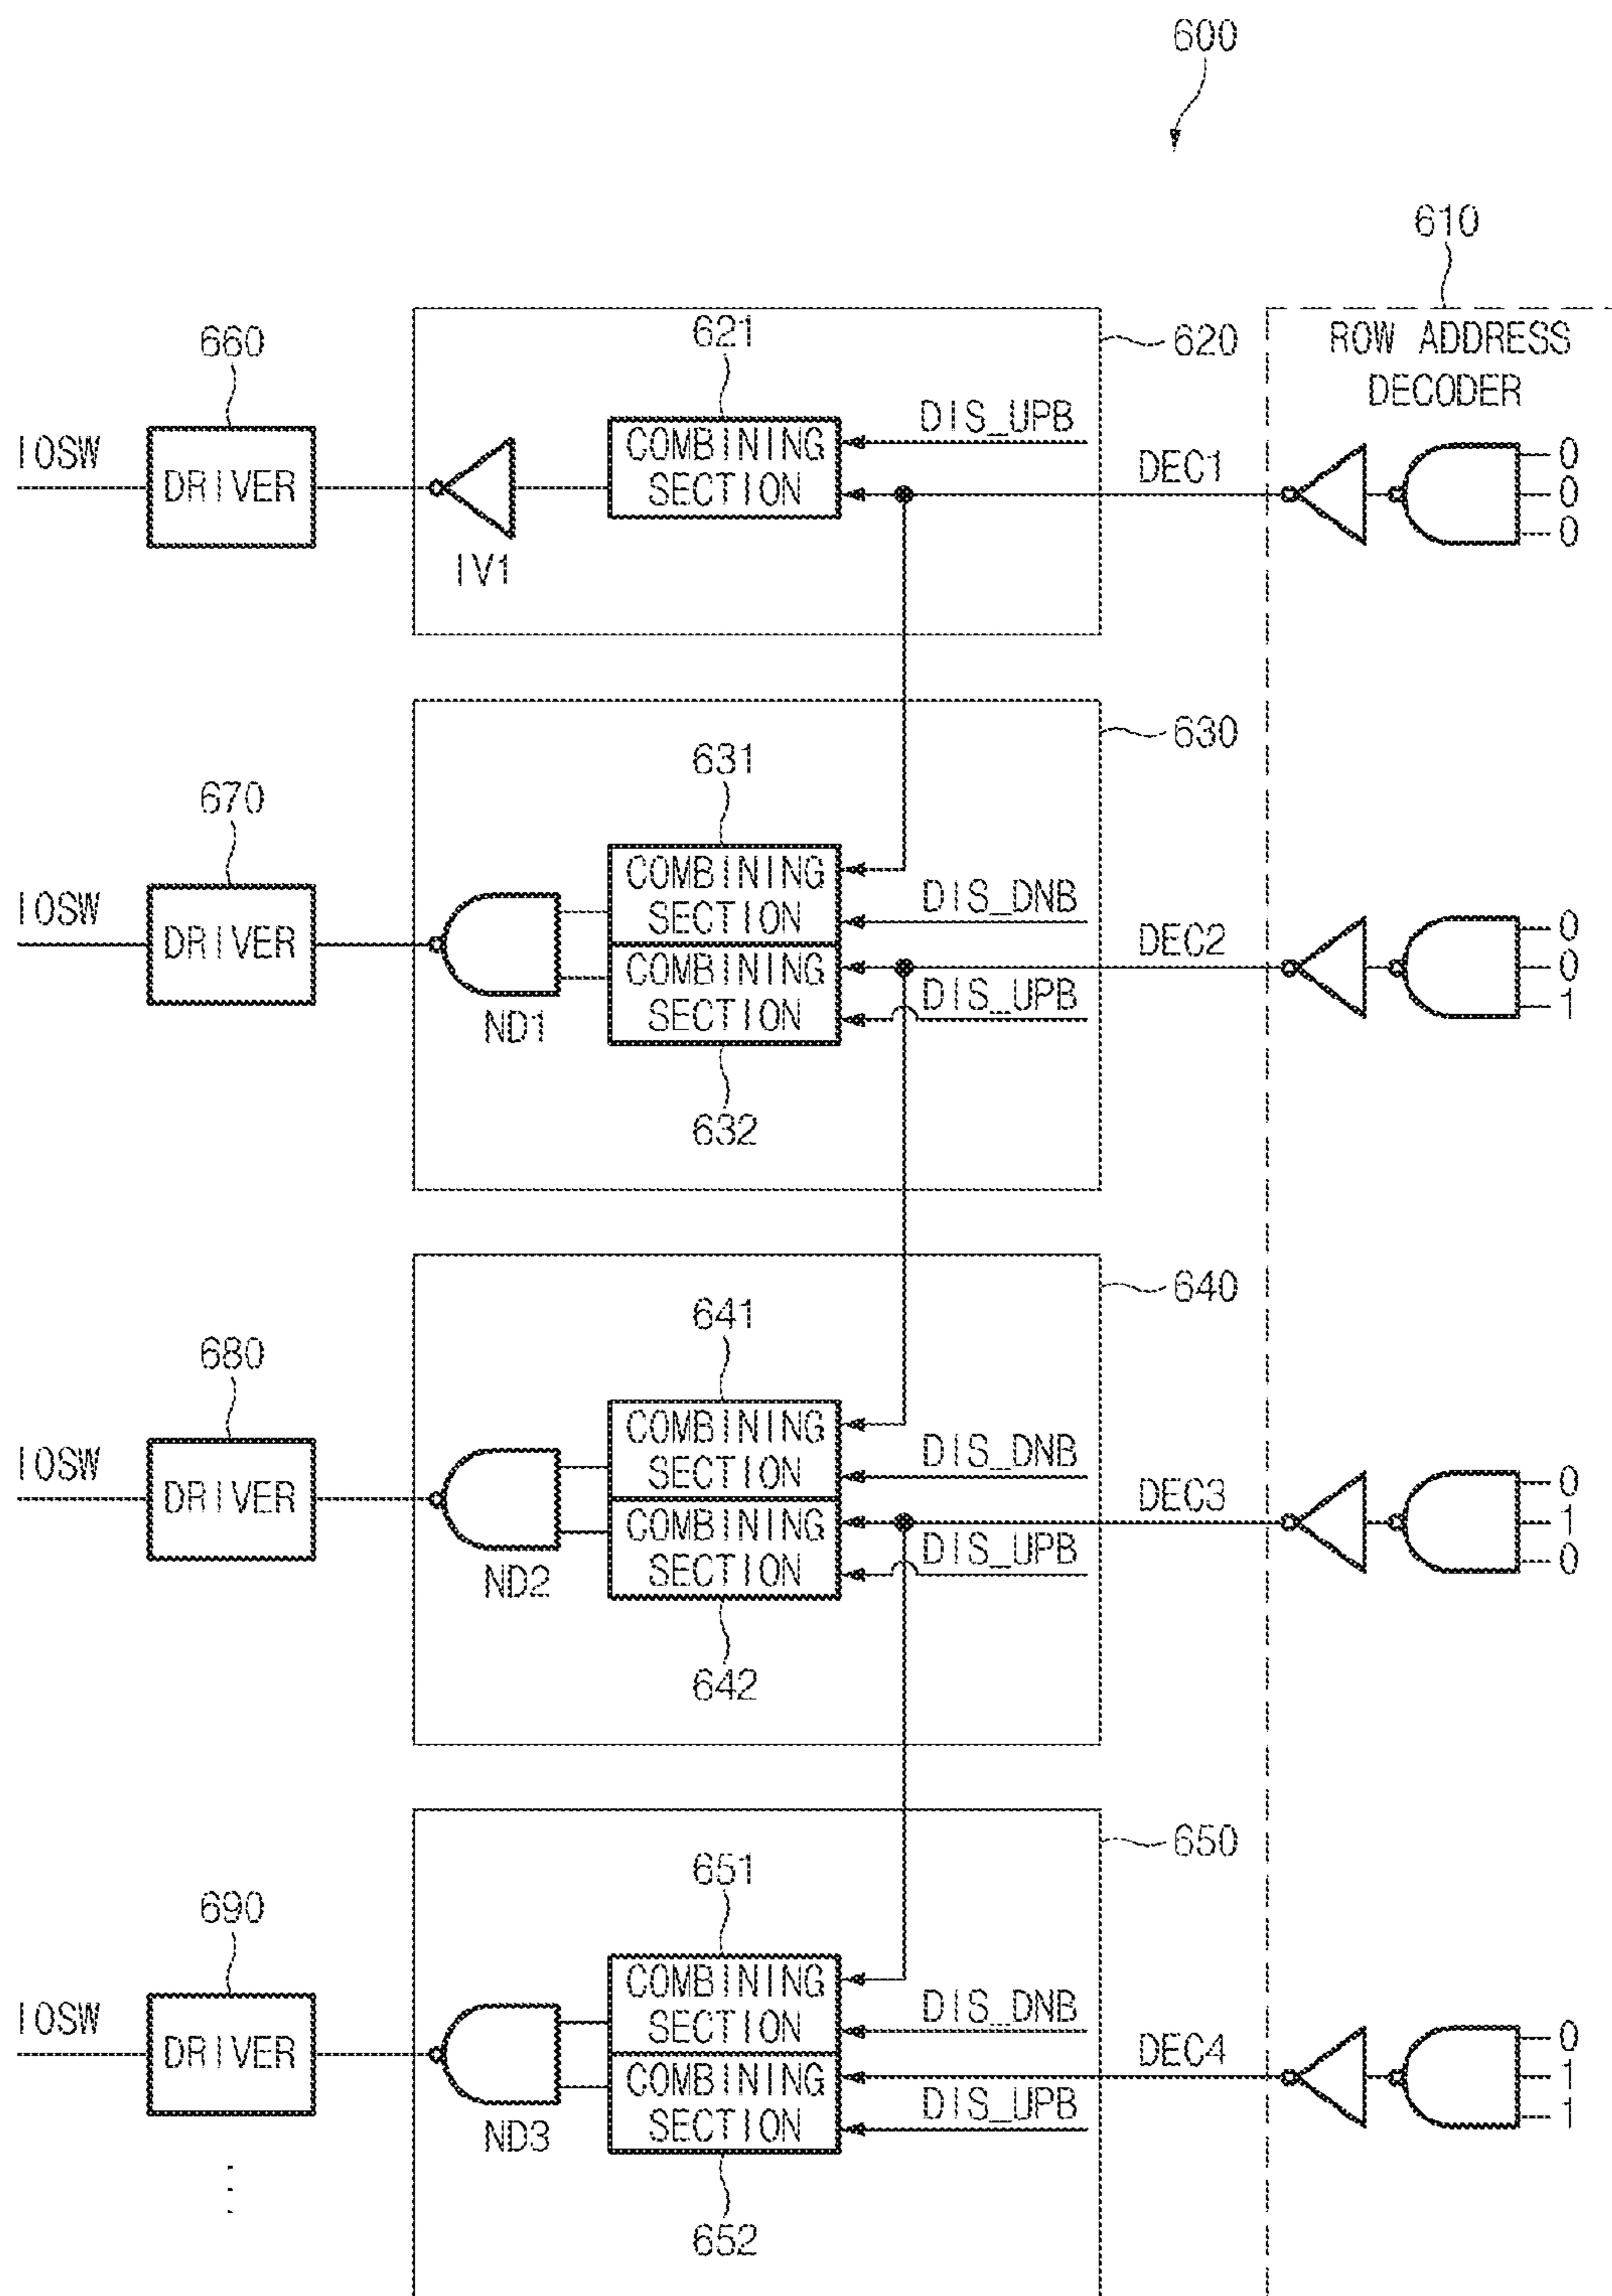 600
610
ROW ADDRESS
DECODER
620
621
660
DIS_UPB
IOSW
DRIVER
COMBINING
SECTION
DEC1
0
0
0
IV1
630
631
670
COMBINING
SECTION
DIS_DNB
IOSW
DRIVER
COMBINING
SECTION
DEC2
DIS_UPB
0
0
1
ND1
632
640
641
680
COMBINING
SECTION
DIS_DNB
IOSW
DRIVER
COMBINING
SECTION
DEC3
DIS_UPB
0
1
0
ND2
642
650
651
690
COMBINING
SECTION
DIS_DNB
IOSW
DRIVER
COMBINING
SECTION
DEC4
DIS_UPB
0
1
1
ND3
652